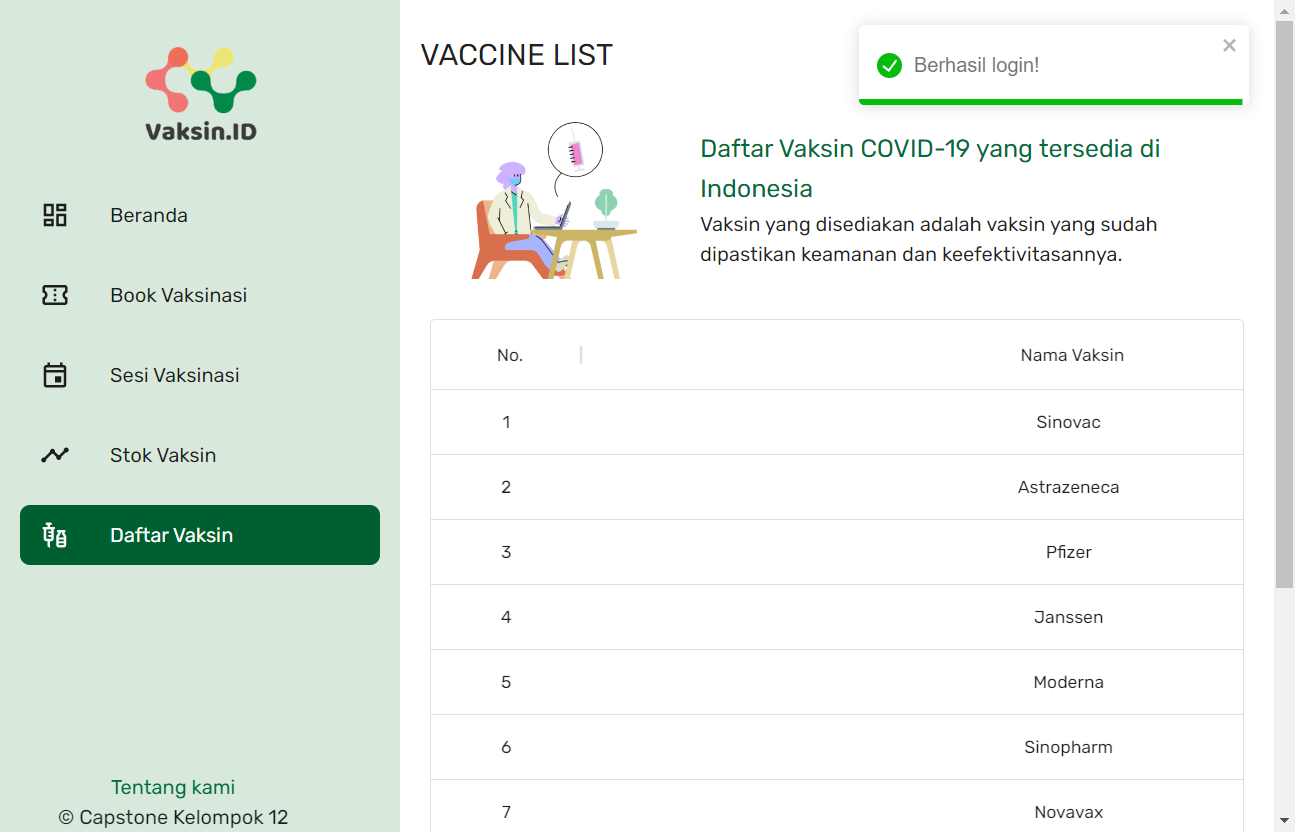 Vaksin.ID
Beranda
Book Vaksinasi
Sesi Vaksinasi
Stok Vaksin
Daftar Vaksin
Tentang kami
© Capstone Kelompok 12
VACCINE LIST
Berhasil login!
Daftar Vaksin COVID-19 yang tersedia di
Indonesia
Vaksin yang disediakan adalah vaksin yang sudah
dipastikan keamanan dan keefektivitasannya.
No. Nama Vaksin
1 Sinovac
2 Astrazeneca
3 Pfizer
4 Janssen
5 Moderna
6 Sinopharm
7 Novavax